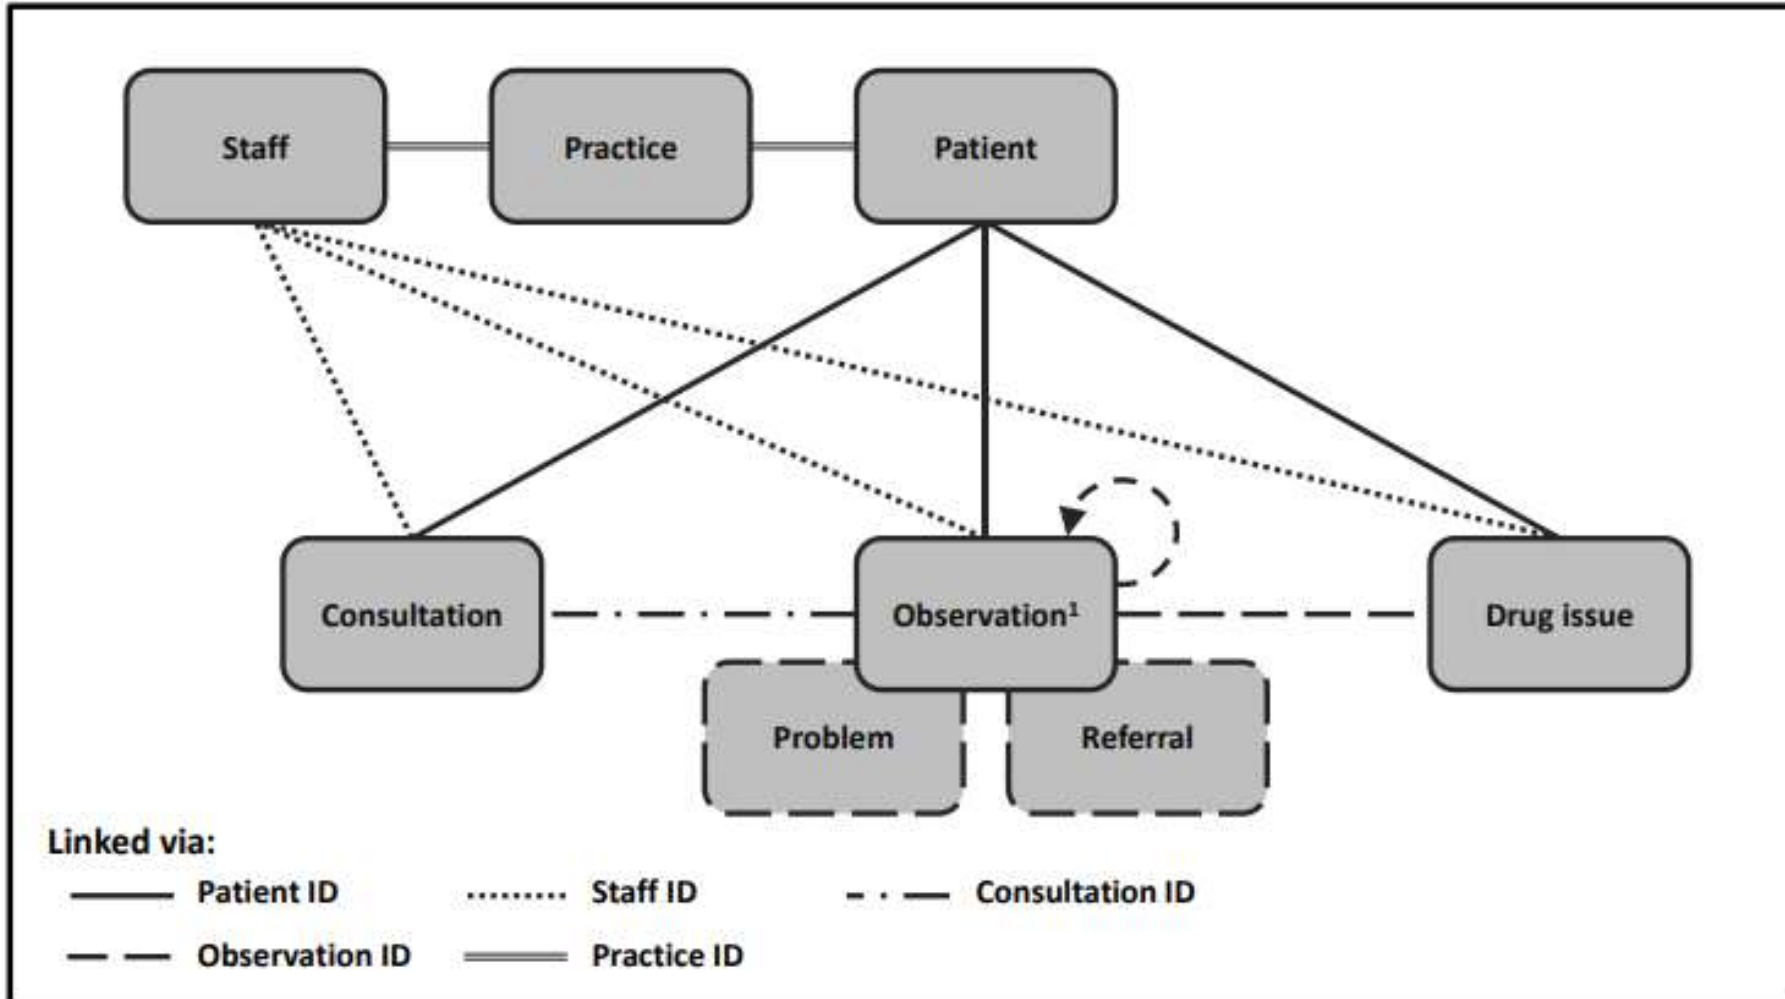 Staff Practice Patient
Consultation Observation¹ Drug issue
Problem Referral
Linked via:
Patient ID Staff ID Consultation ID
Observation ID Practice ID